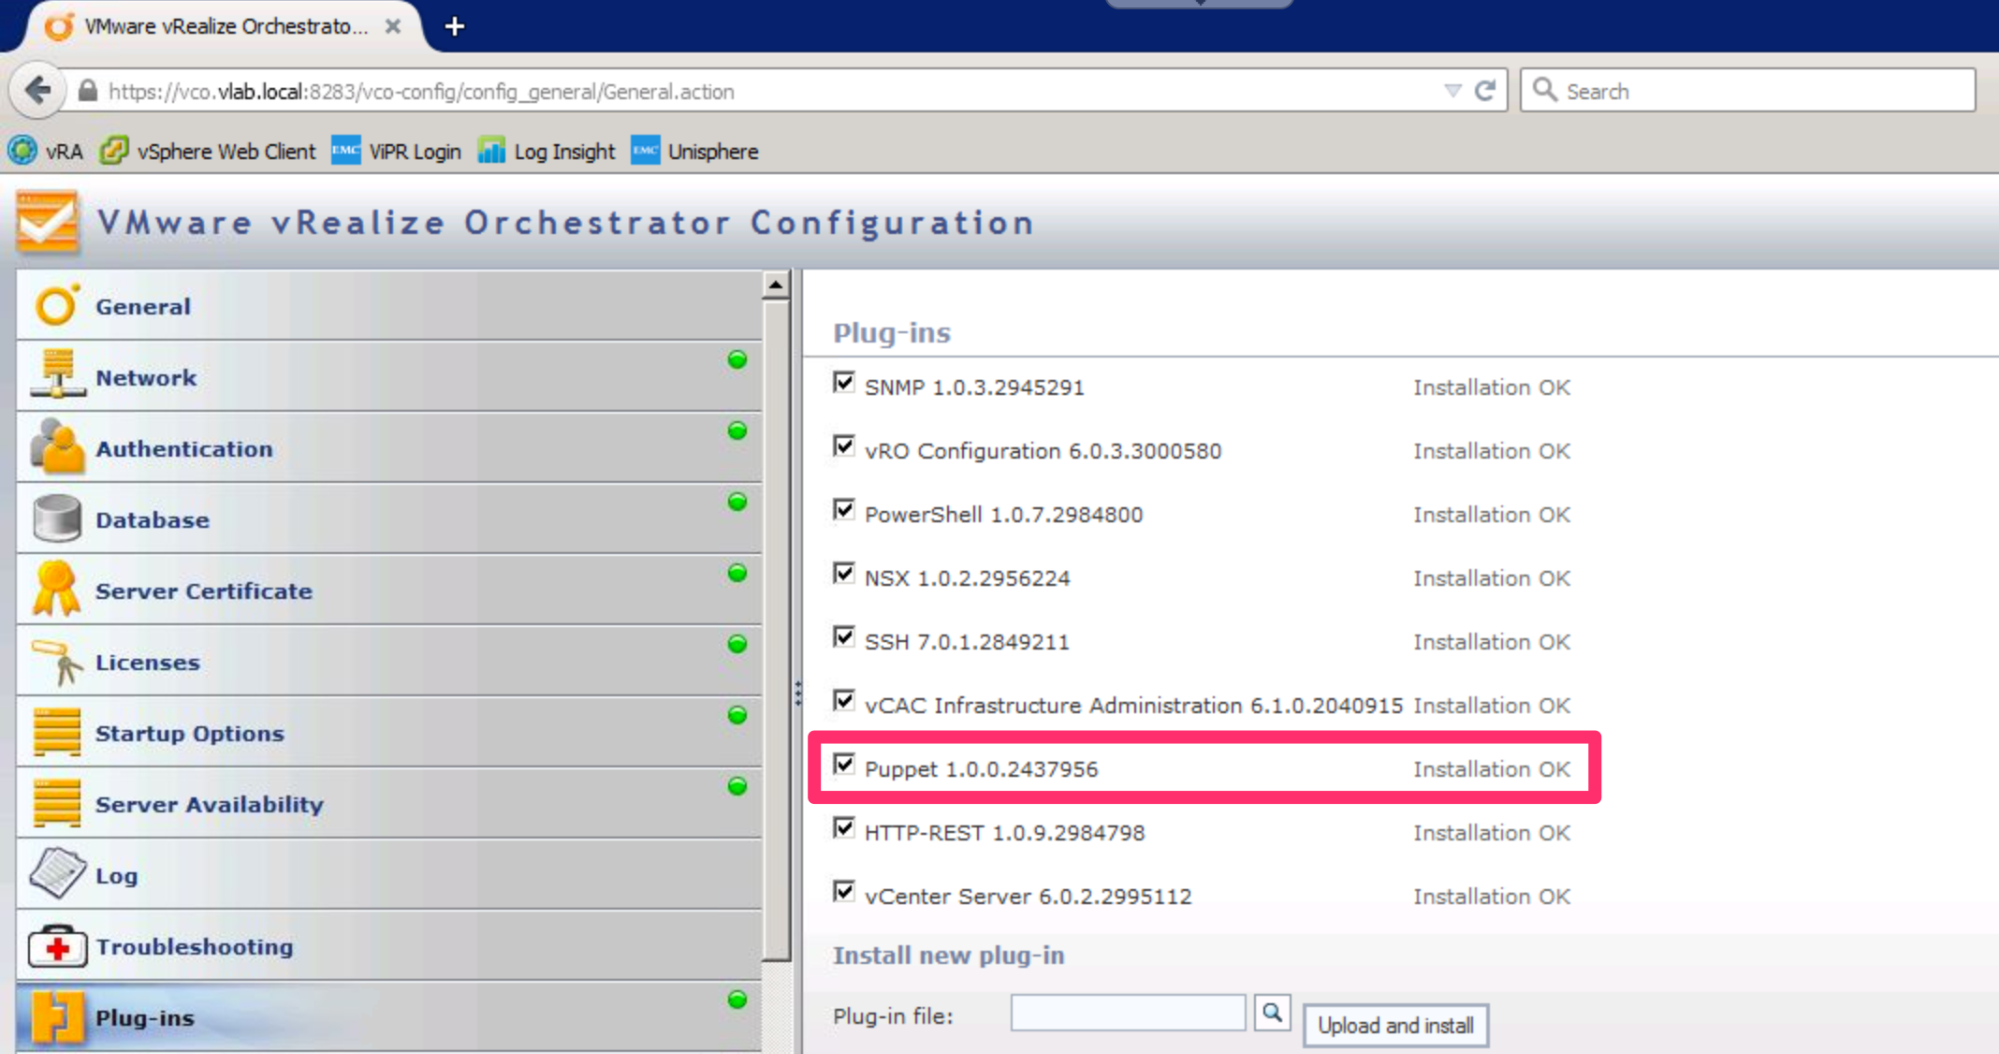 VMware vRealize Orchestrato...
https://vco.vlab.local:8283/vco-config/config_general/General.action
Search
vRA
vSphere Web Client
EMC
ViPR Login
Log Insight
EMC
Unisphere
VMware vRealize Orchestrator Configuration
General
Network
Authentication
Database
Server Certificate
Licenses
Startup Options
Server Availability
Log
Troubleshooting
Plug-ins
Plug-ins
SNMP 1.0.3.2945291 Installation OK
vRO Configuration 6.0.3.3000580 Installation OK
PowerShell 1.0.7.2984800 Installation OK
NSX 1.0.2.2956224 Installation OK
SSH 7.0.1.2849211 Installation OK
vCAC Infrastructure Administration 6.1.0.2040915 Installation OK
Puppet 1.0.0.2437956 Installation OK
HTTP-REST 1.0.9.2984798 Installation OK
vCenter Server 6.0.2.2995112 Installation OK
Install new plug-in
Plug-in file:
Upload and install